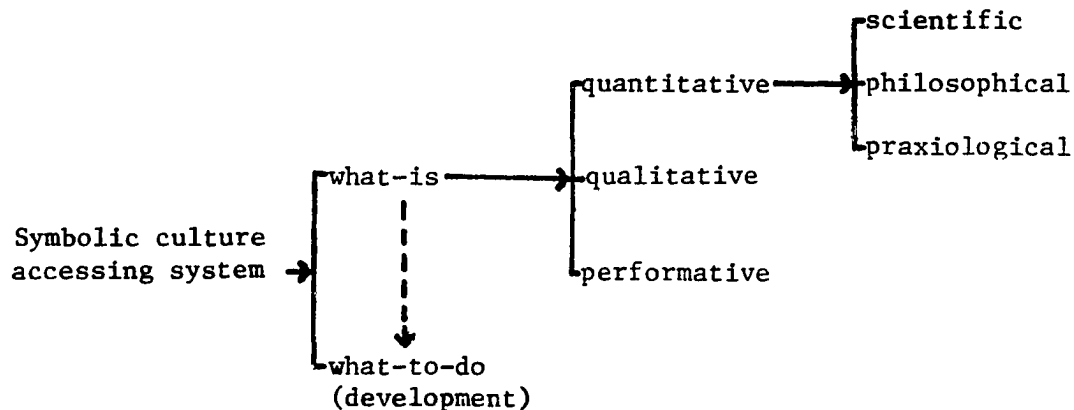 scientific
quantitative
philosophical
praxiological
what-is
qualitative
Symbolic culture
accessing system
performative
what-to-do
(development)